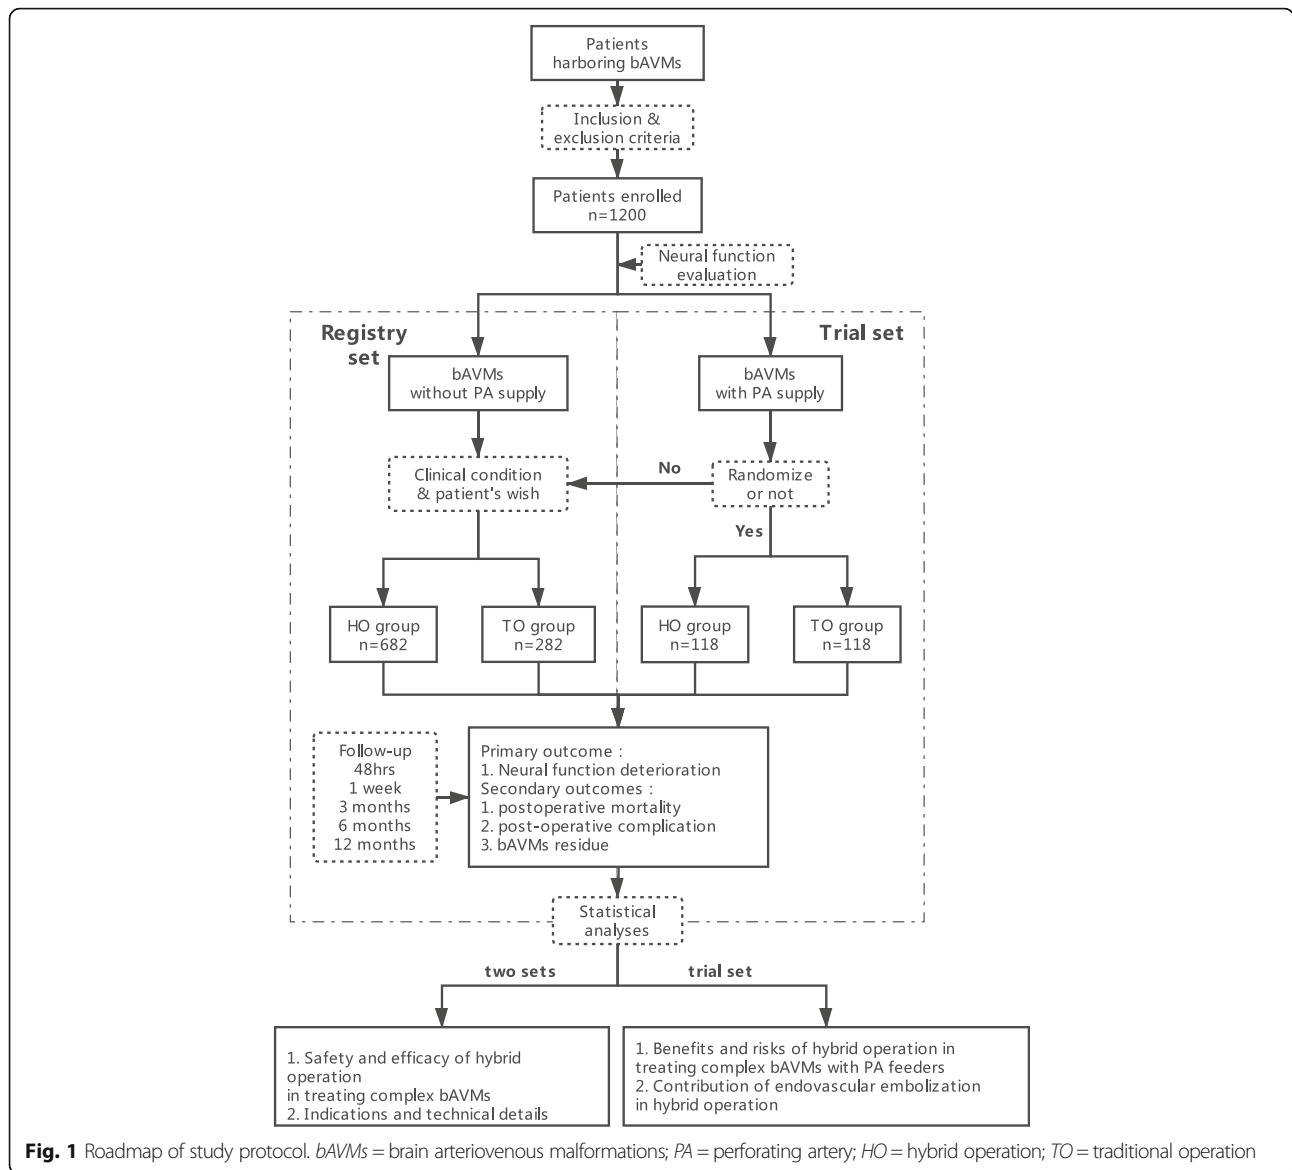 Patients
harboring bAVMs
Inclusion &
exclusion criteria
Patients enrolled
n=1200
Neural function
evaluation
Registry
set
Trial set
bAVMs
without PA supply
bAVMs
with PA supply
Clinical condition
& patient's wish
No
Randomize
or not
Yes
HO group
n=682
TO group
n=282
HO group
n=118
TO group
n=118
Follow-up
48hrs
1 week
3 months
6 months
12 months
Primary outcome :
1. Neural function deterioration
Secondary outcomes :
1. postoperative mortality
2. post-operative complication
3. bAVMs residue
Statistical
analyses
two sets
trial set
1. Safety and efficacy of hybrid
operation
in treating complex bAVMs
2. Indications and technical details
1. Benefits and risks of hybrid operation in
treating complex bAVMs with PA feeders
2. Contribution of endovascular embolization
in hybrid operation
Fig. 1 Roadmap of study protocol. bAVMs = brain arteriovenous malformations; PA = perforating artery; HO = hybrid operation; TO = traditional operation